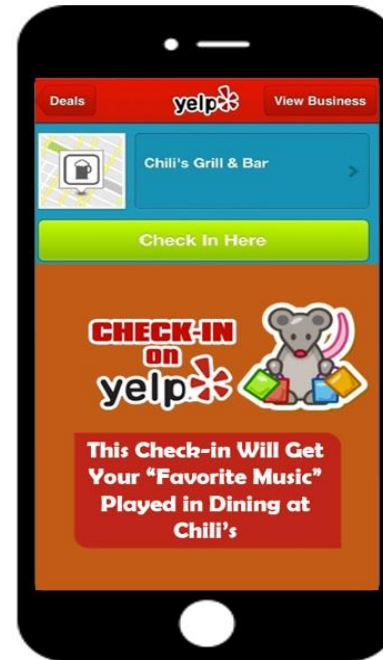 Deals
yelp
View Business
Chili's Grill & Bar
Check In Here
CHECK-IN
on
yelp
This Check-in Will Get
Your “Favorite Music”
Played in Dining at
Chili’s